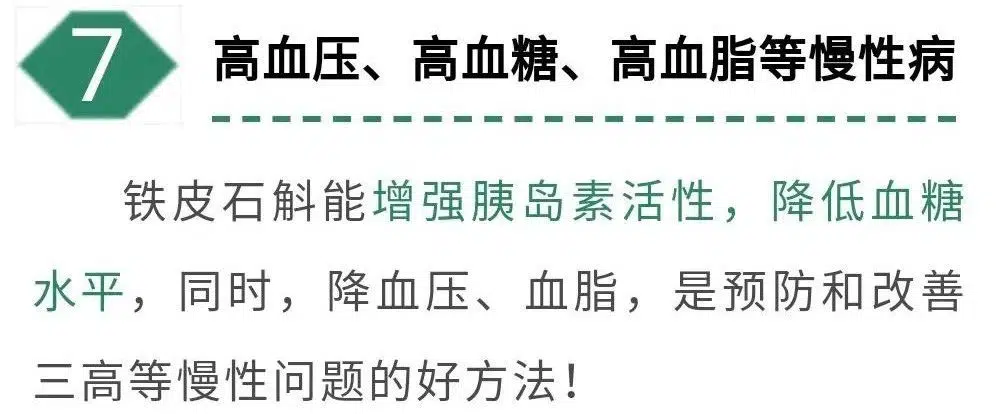 7
高血压、高血糖、高血脂等慢性病
铁皮石斛能增强胰岛素活性，降低血糖
水平，同时，降血压、血脂，是预防和改善
三高等慢性问题的好方法！